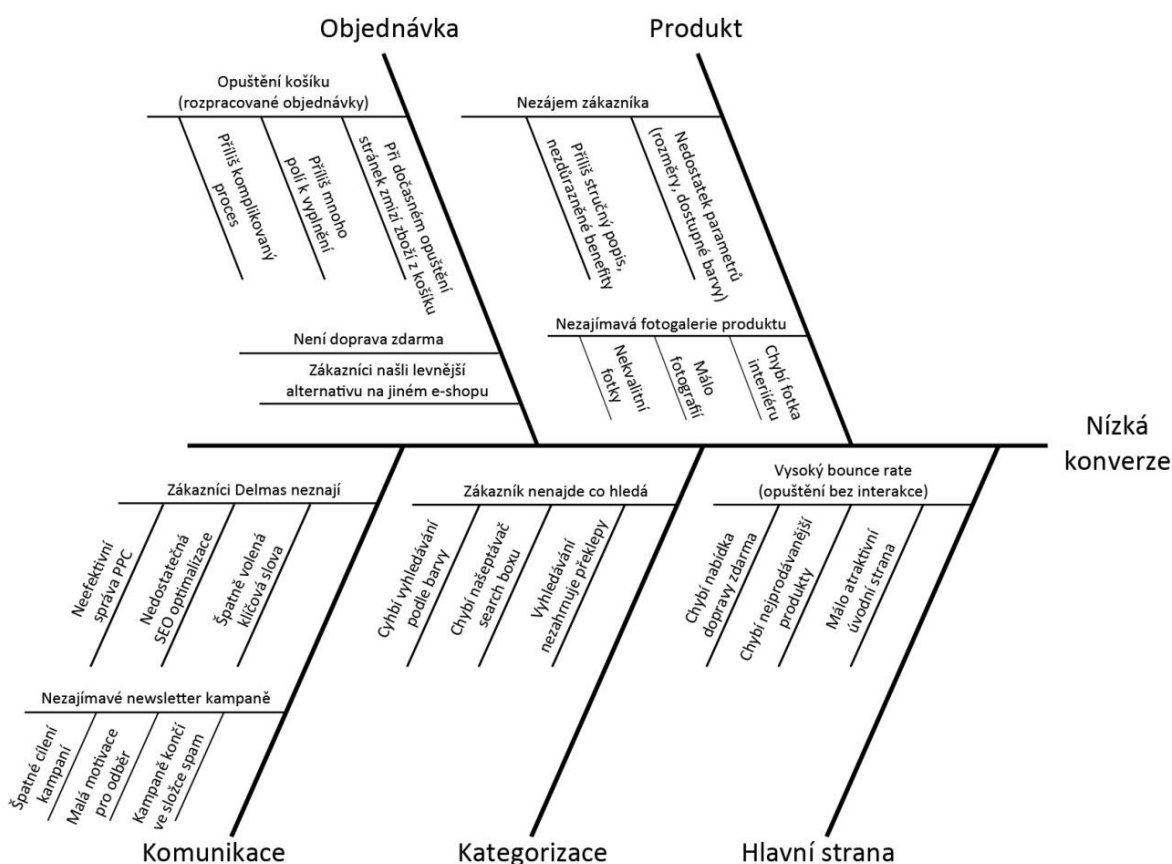 Objednávka
Produkt
Opuštění košíku
(rozpracované objednávky)
Příliš komplikovaný
proces
Příliš mnoho
polí k vyplnění
Při dočasném opuštění
stránek zmizí zboží z košíku
Nezájem zákazníka
Příliš stručný popis,
nezdůrazněné benefity
Nedostatek parametrů
(rozměry, dostupné barvy)
Není doprava zdarma
Zákazníci našli levnější
alternativu na jiném e-shopu
Nezajímavá fotogalerie produktu
Nekvalitní
fotky
Málo
fotografií
Chybí fotka
interiiéru
Nízká
konverze
Zákazníci Delmas neznají
Neefektivní
správa PPC
Nedostatečná
SEO optimalizace
Špatně volená
klíčová slova
Zákazník nenajde co hledá
Cyhbí vyhledávání
podle barvy
Chybí našeptávač
search boxu
Vyhledávání
nezahrnuje překlepy
Vysoký bounce rate
(opuštění bez interakce)
Chybí nabídka
dopravy zdarma
Chybí nejprodávanější
produkty
Málo atraktivní
úvodní strana
Nezajímavé newsletter kampaně
Špatné cílení
kampaní
Malá motivace
pro odběr
Kampaně končí
ve složce spam
Komunikace
Kategorizace
Hlavní strana